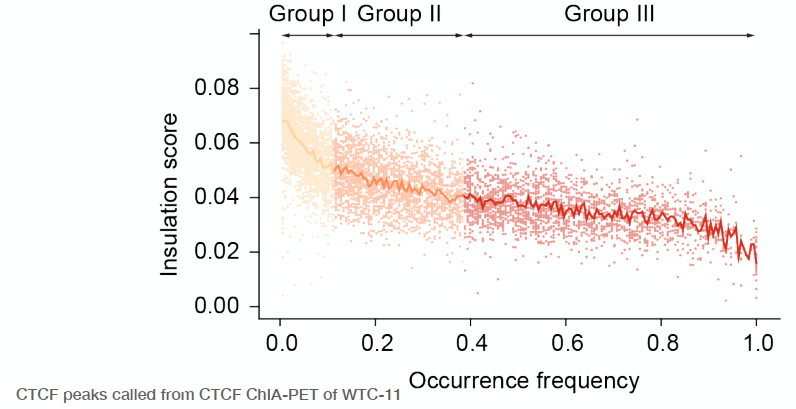 Group I Group II Group III
0.08
0.06
0.04
0.02
0.00
Insulation score
0.0 0.2 0.4 0.6 0.8 1.0
Occurrence frequency
CTCF peaks called from CTCF ChIA-PET of WTC-11